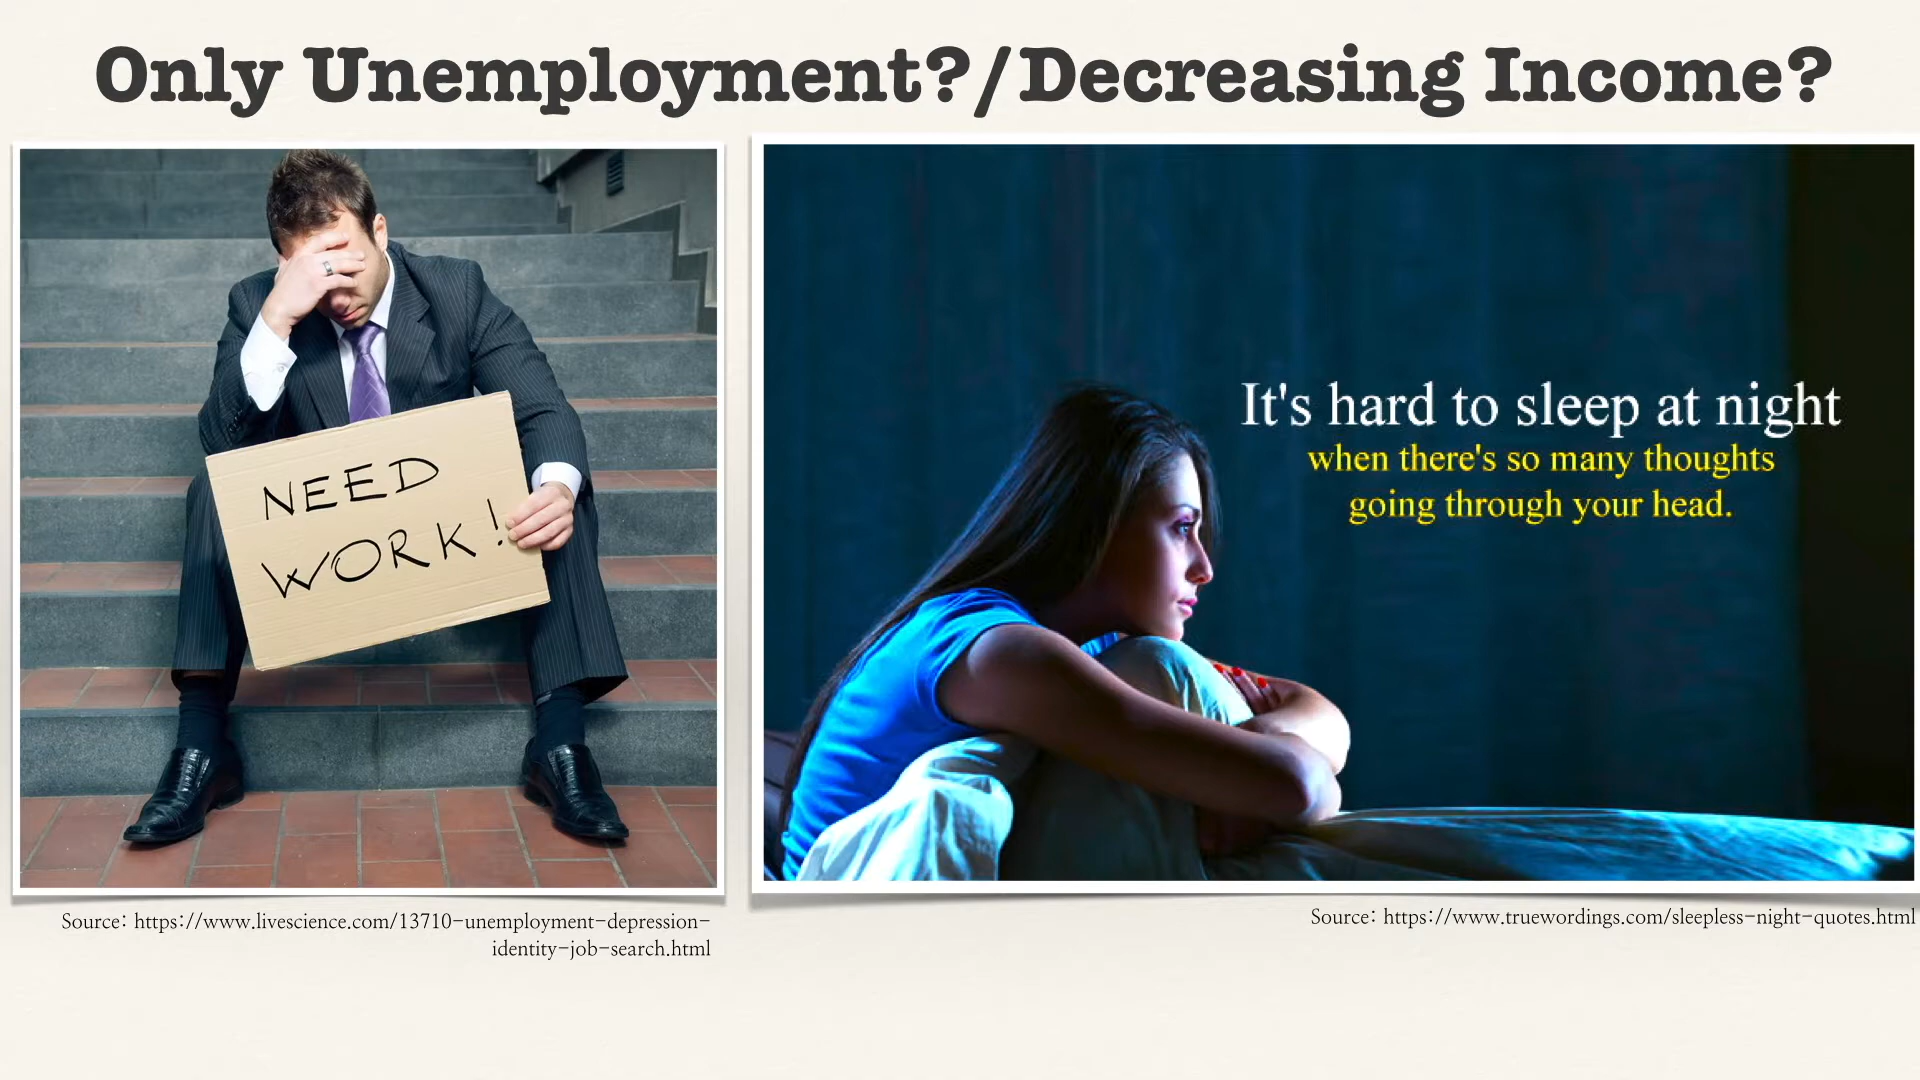 Only Unemployment?/Decreasing Income?
NEED
WORK!
It's hard to sleep at night
when there's so many thoughts
going through your head.
Source: https://www.livescience.com/13710-unemployment-depression-
identity-job-search.html
Source: https://www.truewordings.com/sleepless-night-quotes.html